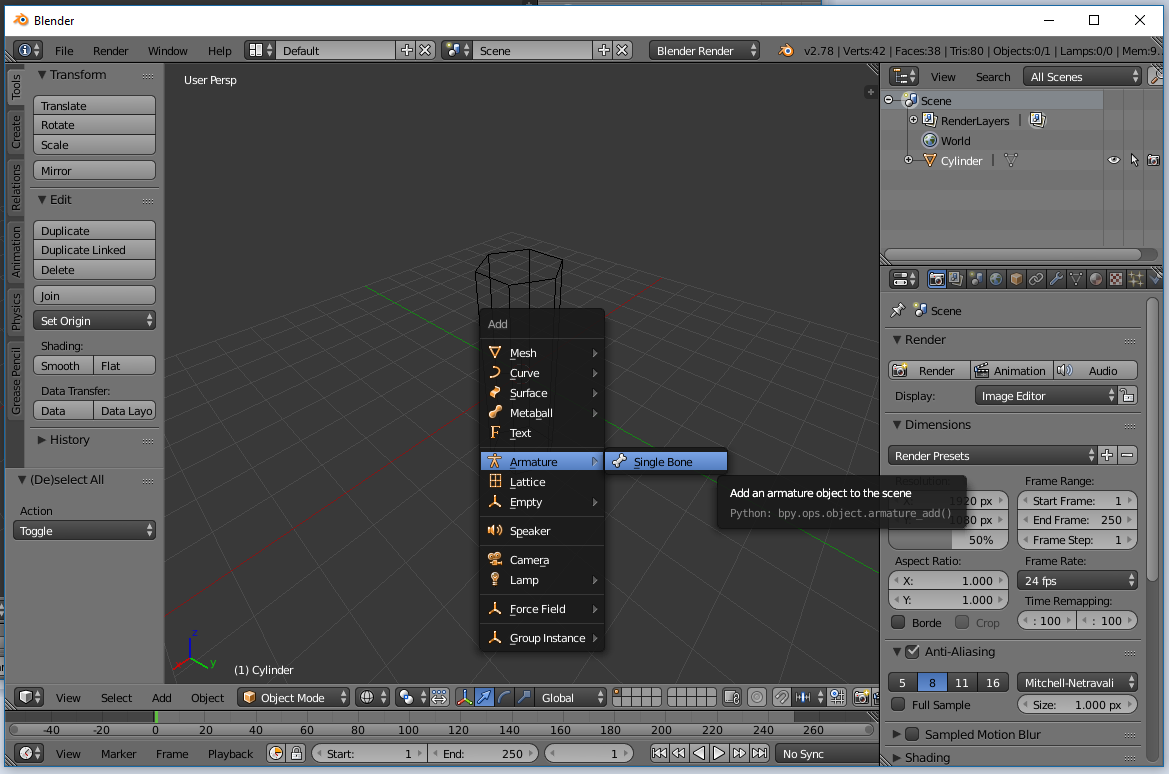 Blender
File Render Window Help Default Scene Blender Render v2.78 | Verts:42 | Faces:38 | Tris:80 | Objects:0/1 | Lamps:0/0 | Mem:9..
Tools
Create
Relations
Animation
Physics
Grease Pencil
Transform
Translate
Rotate
Scale
Mirror
Edit
Duplicate
Duplicate Linked
Delete
Join
Set Origin
Shading:
Smooth Flat
Data Transfer:
Data Data Layo
History
(De)select All
Action
Toggle
User Persp
Add
Mesh
Curve
Surface
Metaball
Text
Armature
Lattice
Empty
Speaker
Camera
Lamp
Force Field
Group Instance
Single Bone
Add an armature object to the scene
Python: bpy.ops.object.armature_add()
z
x
y
(1) Cylinder
View Select Add Object Object Mode Global
-40 -20 0 20 40 60 80 100 120 140 160 180 200 220 240 260
View Marker Frame Playback Start: 1 End: 250 1 No Sync
View Search All Scenes
Scene
RenderLayers |
World
Cylinder |
Scene
Render
Render Animation Audio
Display: Image Editor
Dimensions
Render Presets
Resolution: Frame Range:
1920 px Start Frame: 1
1080 px End Frame: 250
50% Frame Step: 1
Aspect Ratio: Frame Rate:
X: 1.000 24 fps
Y: 1.000 Time Remapping:
Borde Crop : 100 : 100
Anti-Aliasing
5 8 11 16 Mitchell-Netravali
Full Sample Size: 1.000 px
Sampled Motion Blur
Shading